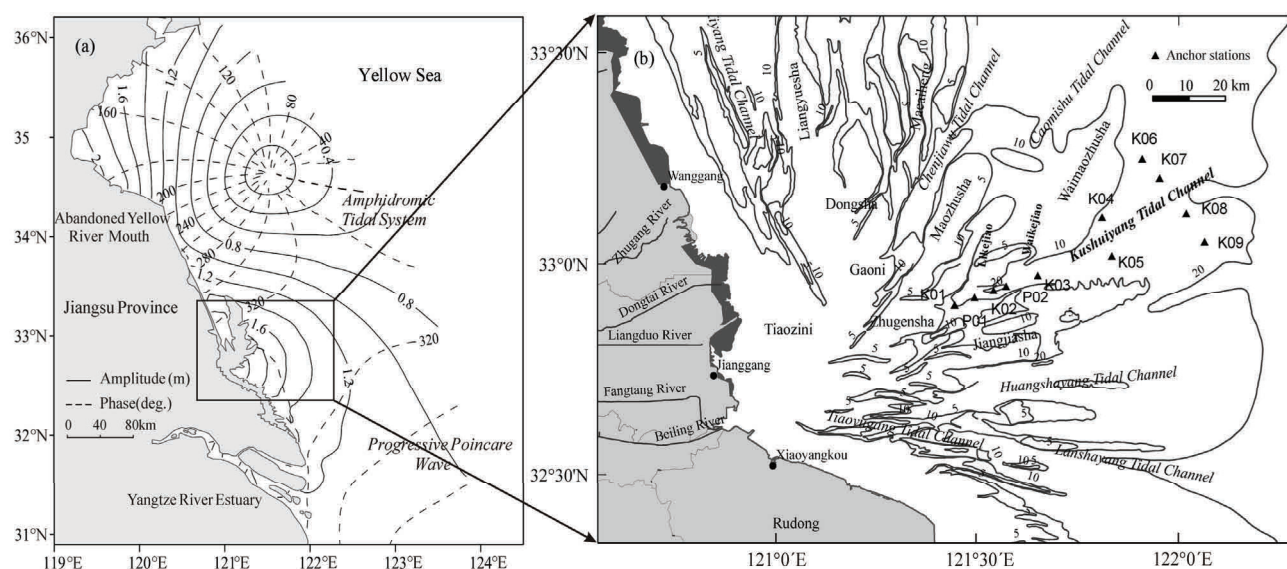 36°N
35
34°N
33°N
32°N
31°N
119°E
120°E
121°E
122°E
123°E
124°E
(a)
Yellow Sea
1.2
120
1.6
160
80
40
0.4
2
200
240
280
0.8
1.2
Amphidromic
Tidal System
Abandoned Yellow
River Mouth
Jiangsu Province
320
1.6
0.8
320
1.2
Amplitude (m)
Phase(deg.)
0 80km
Progressive Poincare
Wave
Yangtze River Estuary
33°30′N
33°0′N
32°30′N
121°0′E
121°30′E
122°0′E
(b)
Anchor stations
0 10 20 km
Tidal Channel
Liangyuesha
Chenjiawu Tidal Channel
Caomishu Tidal Channel
Wanggang
Zhugang River
Dongtai River
Liangduo River
Jianggang
Fangtang River
Beiling River
Xiaoyangkou
Rudong
Dongsha
Gaoni
Tiaozini
Maozhusha
Waimaozhusha
Kushuiyang Tidal Channel
Zhugensha
Jiangjiasha
Huangshayang Tidal Channel
Lanshayang Tidal Channel
K06
K07
K04
K08
K09
K05
K03
P02
K02
K01
P01
5
10
20